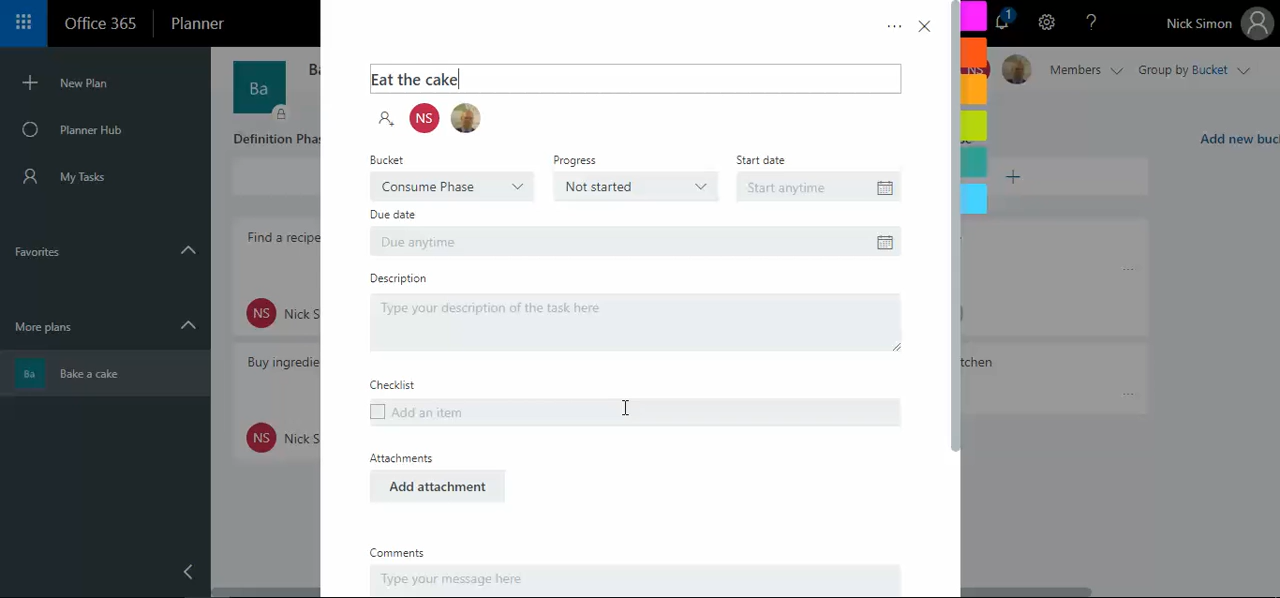 Office 365
Planner
1
?
Nick Simon
New Plan
Planner Hub
My Tasks
Favorites
More plans
Ba
Bake a cake
Ba
Ba
Definition Phas
Find a recipe
NS
Nick S
Buy ingredie
NS
Nick S
...
Eat the cake
NS
Bucket
Progress
Start date
Consume Phase
Not started
Start anytime
Due date
Due anytime
Description
Type your description of the task here
Checklist
Add an item
Attachments
Add attachment
Comments
Type your message here
NS
Members
Group by Bucket
Add new buc
...
tchen
...